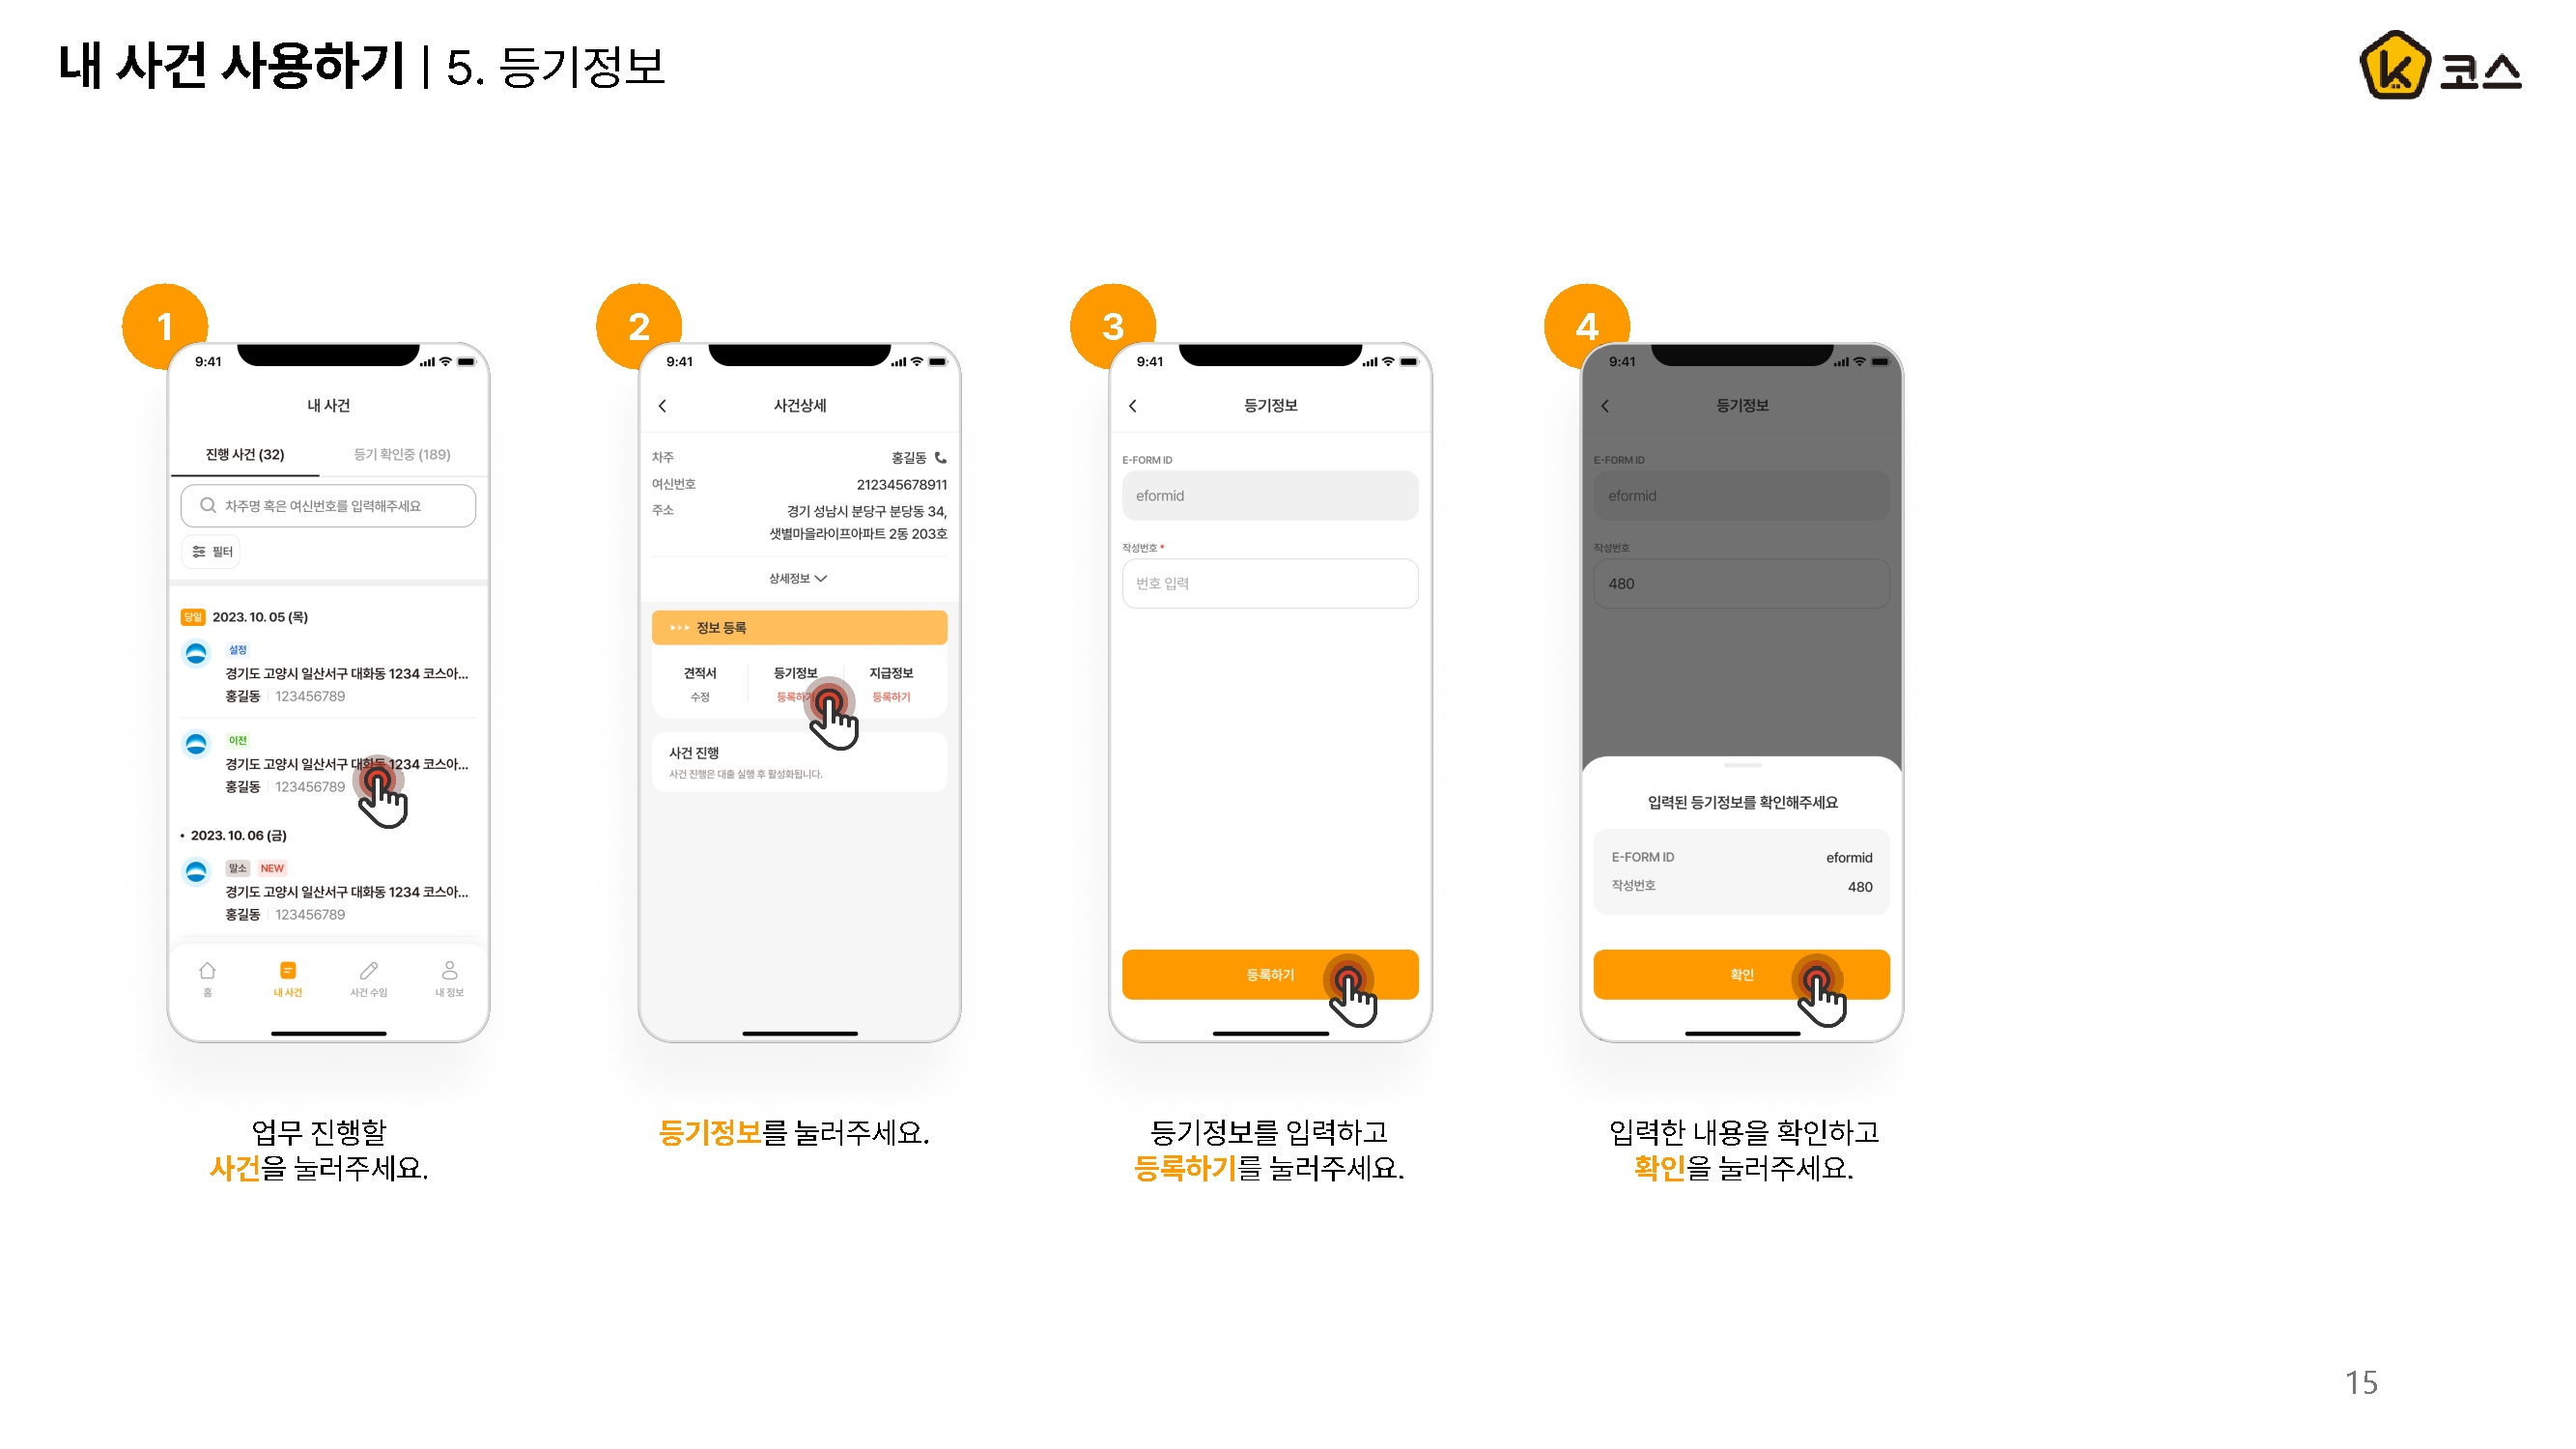 내 사건 사용하기 | 5. 등기정보
코스
1
9:41
내 사건
진행 사건 (32)
등기 확인중 (189)
차주명 혹은 여신번호를 입력해주세요
필터
당일 2023. 10. 05 (목)
설정
경기도 고양시 일산서구 대화동 1234 코스아...
홍길동 | 123456789
이전
경기도 고양시 일산서구 대화동 1234 코스아...
홍길동 | 123456789
• 2023. 10. 06 (금)
말소 NEW
경기도 고양시 일산서구 대화동 1234 코스아...
홍길동 | 123456789
홈
내 사건
사건 수임
내 정보
업무 진행할
사건을 눌러주세요.
2
9:41
사건상세
차주 홍길동
여신번호 212345678911
주소 경기 성남시 분당구 분당동 34,
샛별마을라이프아파트 2동 203호
상세정보
정보 등록
견적서
등기정보
지급정보
수정
등록하기
등록하기
사건 진행
사건 진행은 대출 실행 후 활성화됩니다.
등기정보를 눌러주세요.
3
9:41
등기정보
E-FORM ID
eformid
작성번호 *
번호 입력
등록하기
등기정보를 입력하고
등록하기를 눌러주세요.
4
9:41
등기정보
E-FORM ID
eformid
작성번호
480
입력된 등기정보를 확인해주세요
E-FORM ID eformid
작성번호 480
확인
입력한 내용을 확인하고
확인을 눌러주세요.
15